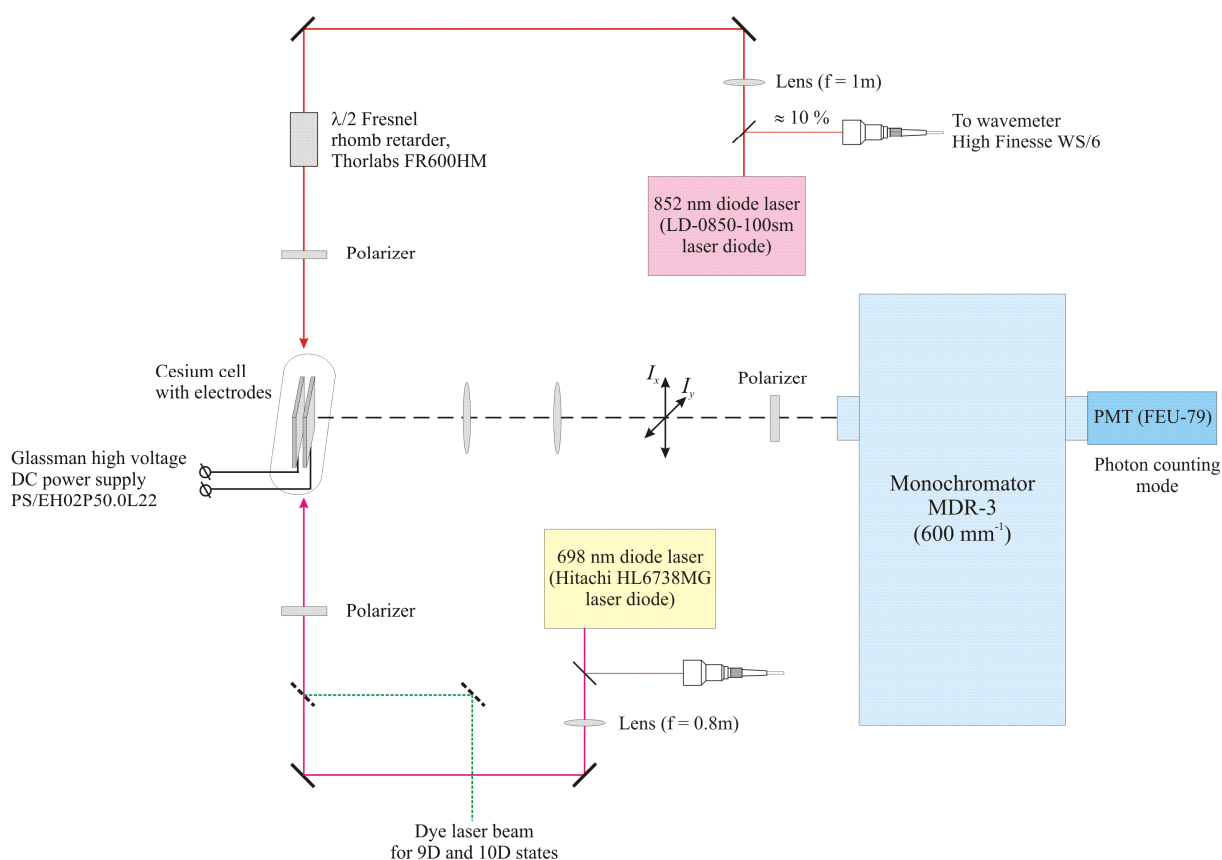 Lens (f = 1m)
≈ 10 %
To wavemeter
High Finesse WS/6
λ/2 Fresnel
rhomb retarder,
Thorlabs FR600HM
852 nm diode laser
(LD-0850-100sm
laser diode)
Polarizer
Cesium cell
with electrodes
Iₓ
I_y
Polarizer
PMT (FEU-79)
Photon counting
mode
Glassman high voltage
DC power supply
PS/EH02P50.0L22
Monochromator
MDR-3
(600 mm⁻¹)
698 nm diode laser
(Hitachi HL6738MG
laser diode)
Polarizer
Lens (f = 0.8m)
Dye laser beam
for 9D and 10D states